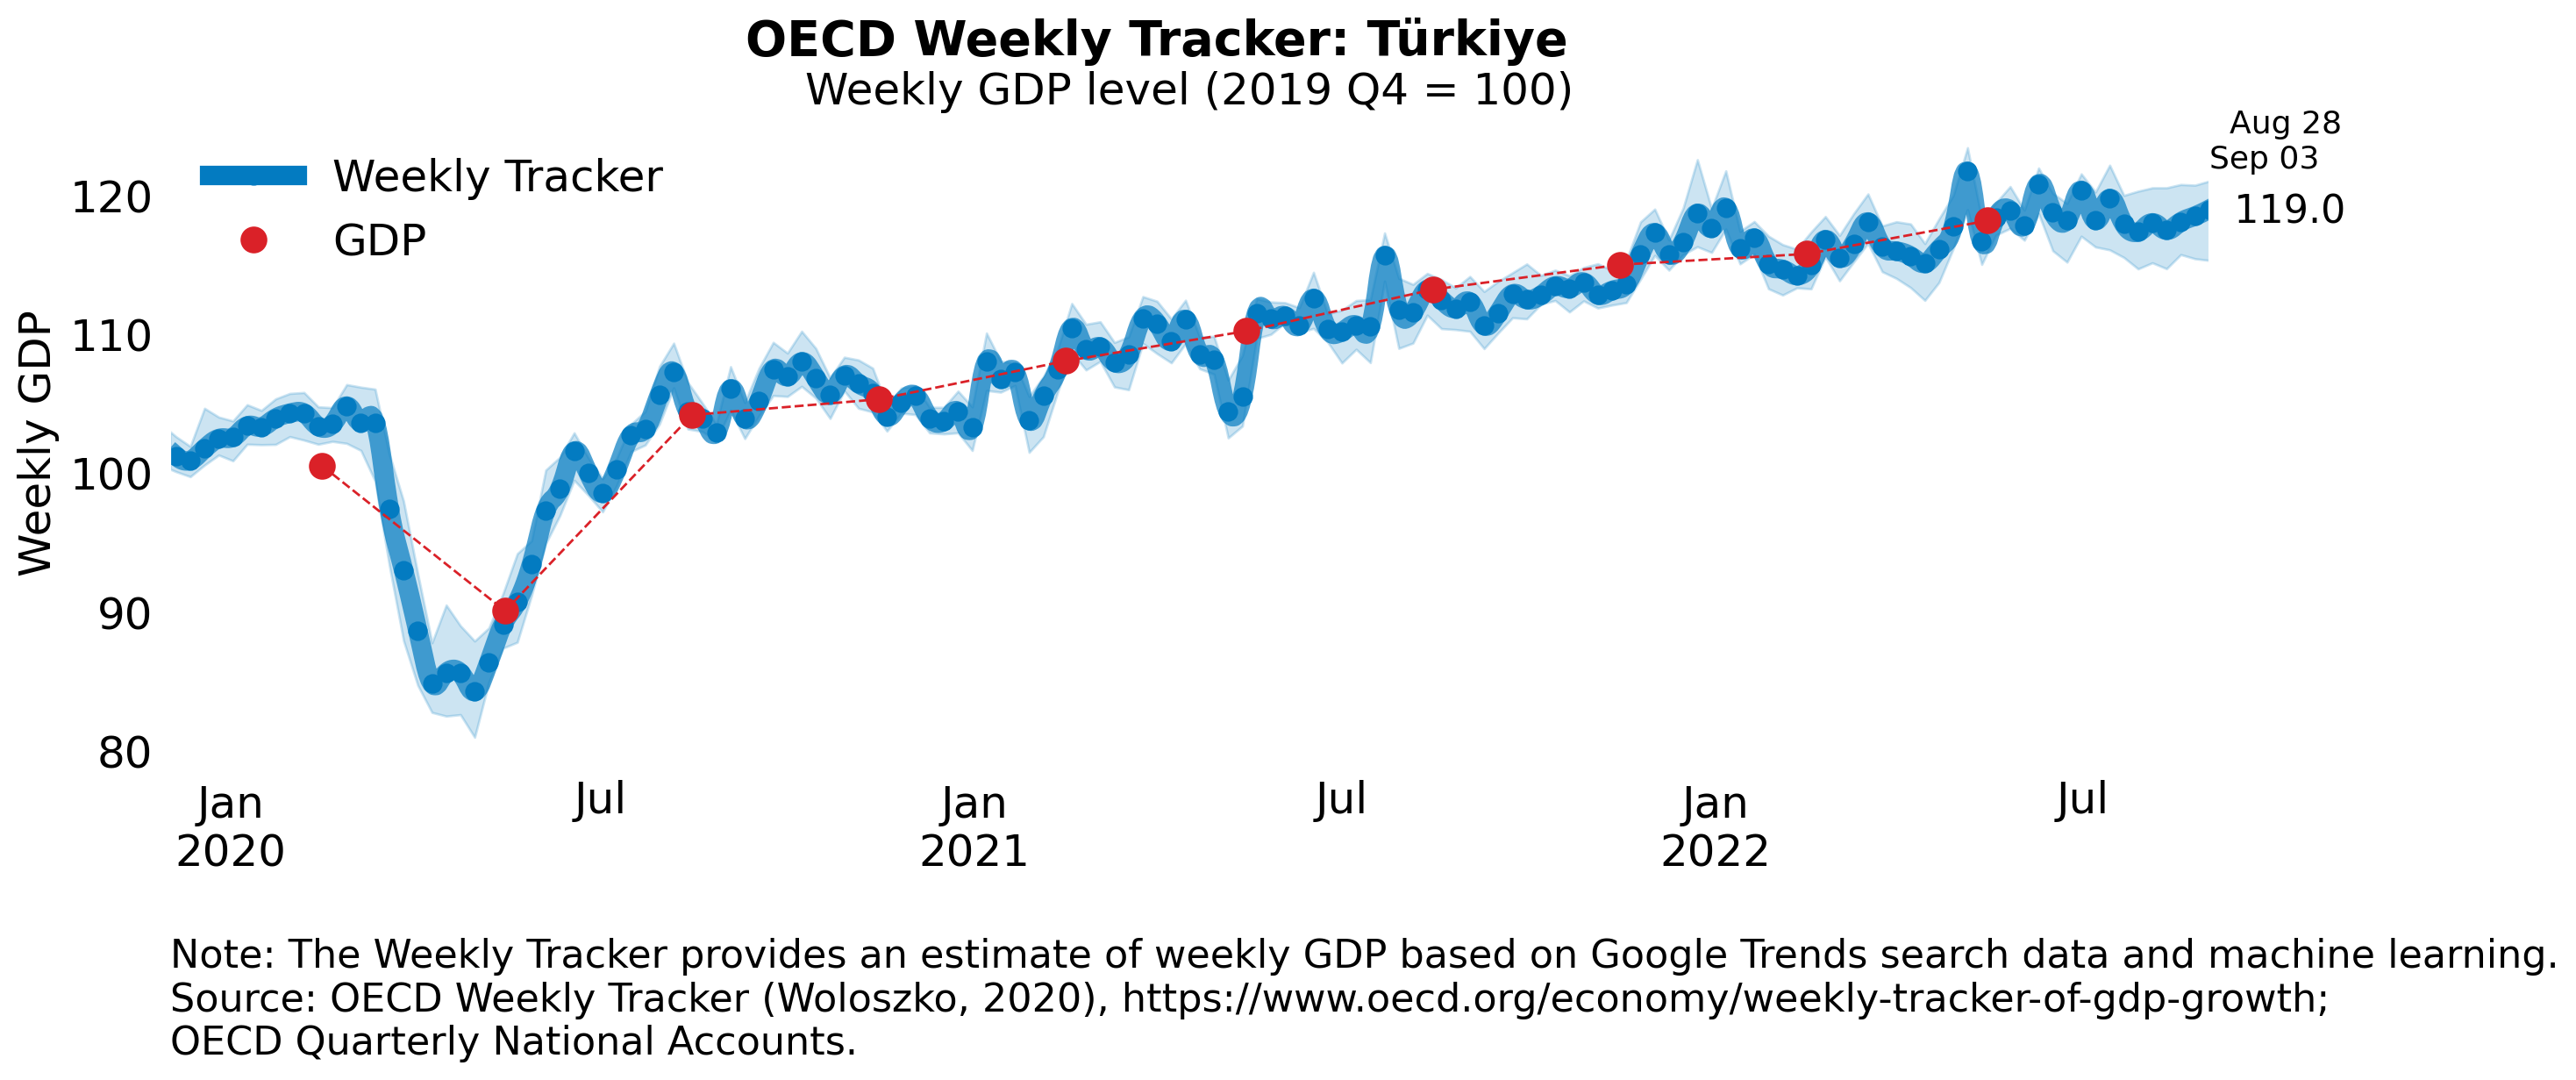 OECD Weekly Tracker: Türkiye
Weekly GDP level (2019 Q4 = 100)
Aug 28
Sep 03
119.0
Weekly Tracker
GDP
Weekly GDP
120
110
100
90
80
Jan
2020
Jul
Jan
2021
Jul
Jan
2022
Jul
Note: The Weekly Tracker provides an estimate of weekly GDP based on Google Trends search data and machine learning.
Source: OECD Weekly Tracker (Woloszko, 2020), https://www.oecd.org/economy/weekly-tracker-of-gdp-growth;
OECD Quarterly National Accounts.